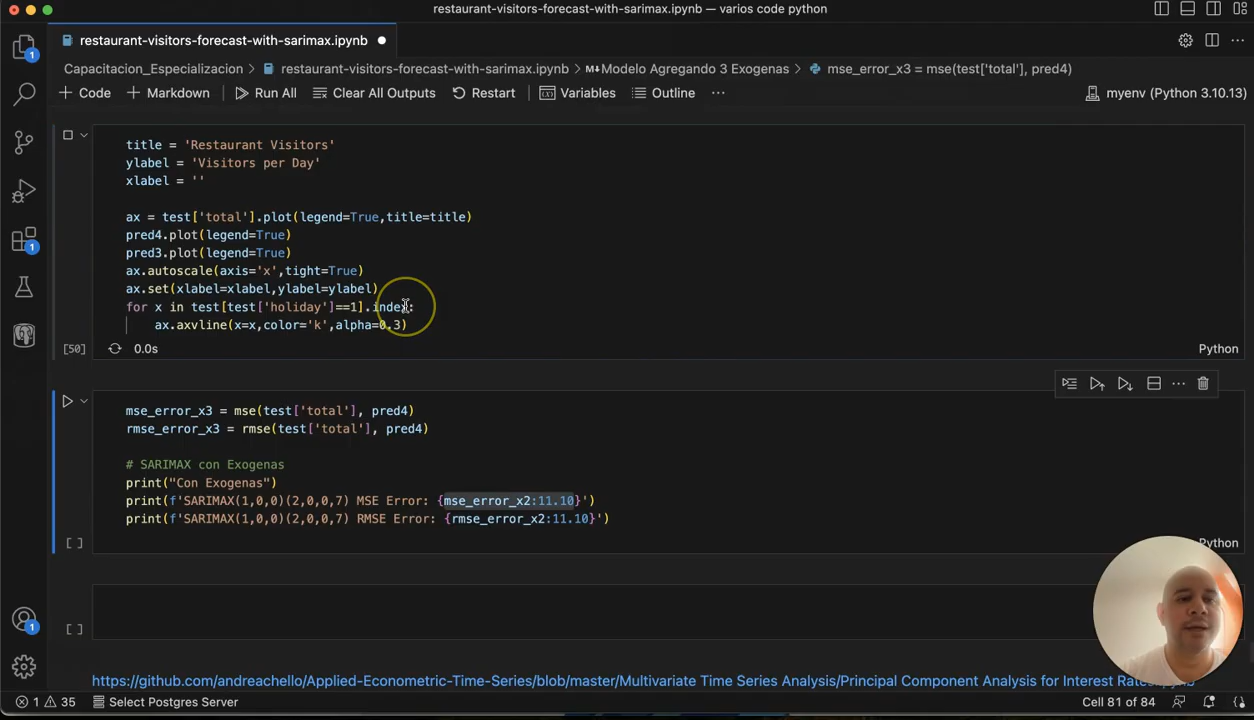 restaurant-visitors-forecast-with-sarimax.ipynb — varios code python
restaurant-visitors-forecast-with-sarimax.ipynb
Capacitacion_Especializacion > restaurant-visitors-forecast-with-sarimax.ipynb > Modelo Agregando 3 Exogenas > mse_error_x3 = mse(test['total'], pred4)
+ Code + Markdown Run All Clear All Outputs Restart Variables Outline ... myenv (Python 3.10.13)
title = 'Restaurant Visitors'
ylabel = 'Visitors per Day'
xlabel = ''
ax = test['total'].plot(legend=True,title=title)
pred4.plot(legend=True)
pred3.plot(legend=True)
ax.autoscale(axis='x',tight=True)
ax.set(xlabel=xlabel,ylabel=ylabel)
for x in test[test['holiday']==1].index:
ax.axvline(x=x,color='k',alpha=0.3)
[50] 0.0s Python
mse_error_x3 = mse(test['total'], pred4)
rmse_error_x3 = rmse(test['total'], pred4)
# SARIMAX con Exogenas
print("Con Exogenas")
print(f'SARIMAX(1,0,0)(2,0,0,7) MSE Error: {mse_error_x2:11.10}')
print(f'SARIMAX(1,0,0)(2,0,0,7) RMSE Error: {rmse_error_x2:11.10}')
[ ] Python
[ ]
https://github.com/andreachello/Applied-Econometric-Time-Series/blob/master/Multivariate Time Series Analysis/Principal Component Analysis for Interest Rates.ipynb
1 35 Select Postgres Server Cell 81 of 84
1
1
1